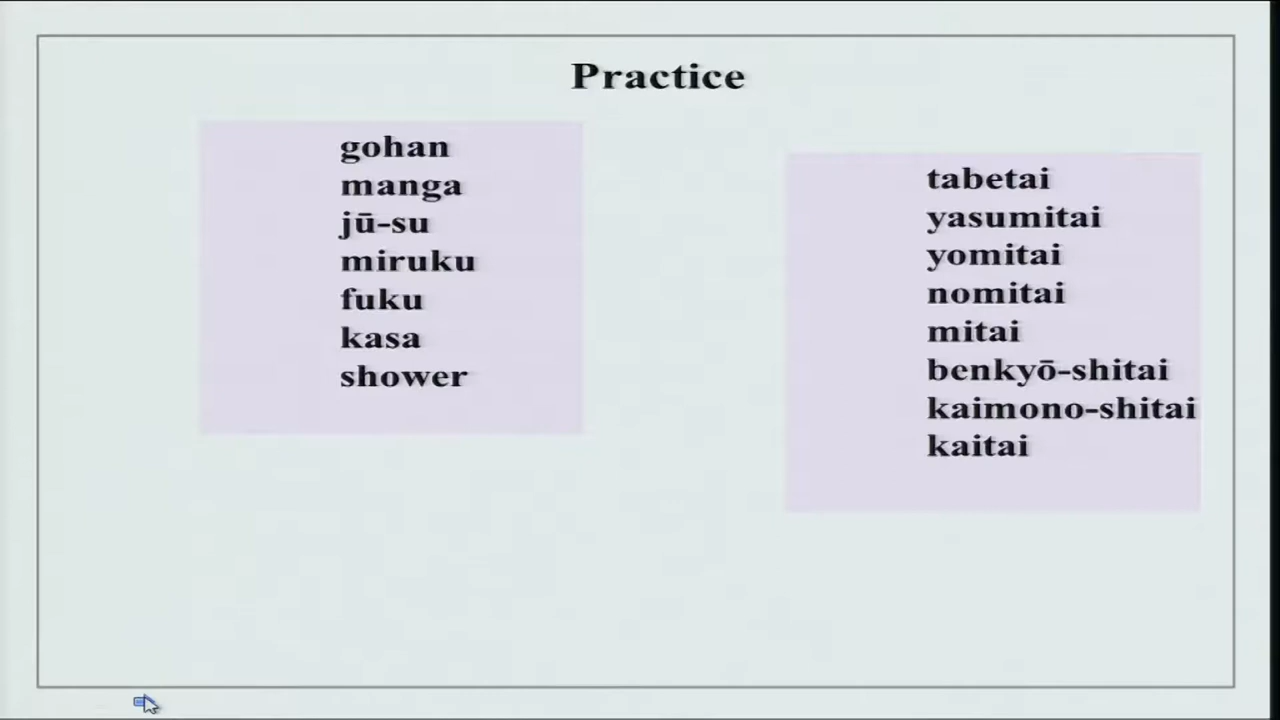 Practice
gohan
manga
jū-su
miruku
fuku
kasa
shower
tabetai
yasumitai
yomitai
nomitai
mitai
benkyō-shitai
kaimono-shitai
kaitai